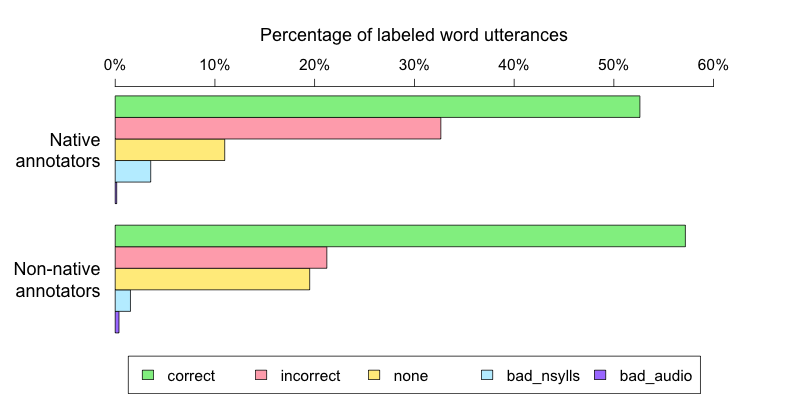 Percentage of labeled word utterances
0% 10% 20% 30% 40% 50% 60%
Native
annotators
Non-native
annotators
correct incorrect none bad_nsylls bad_audio